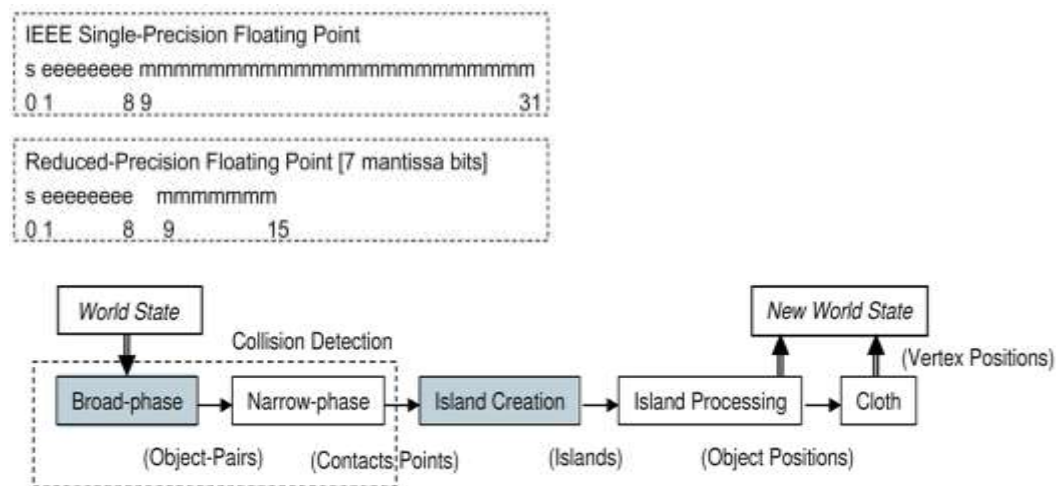 IEEE Single-Precision Floating Point
s eeeeeeee mmmmmmmmmmmmmmmmmmmmmmm
0 1 8 9 31
Reduced-Precision Floating Point [7 mantissa bits]
s eeeeeeee mmmmmmm
0 1 8 9 15
World State
New World State
Collision Detection
(Vertex Positions)
Broad-phase
Narrow-phase
Island Creation
Island Processing
Cloth
(Object-Pairs)
(Contacts Points)
(Islands)
(Object Positions)